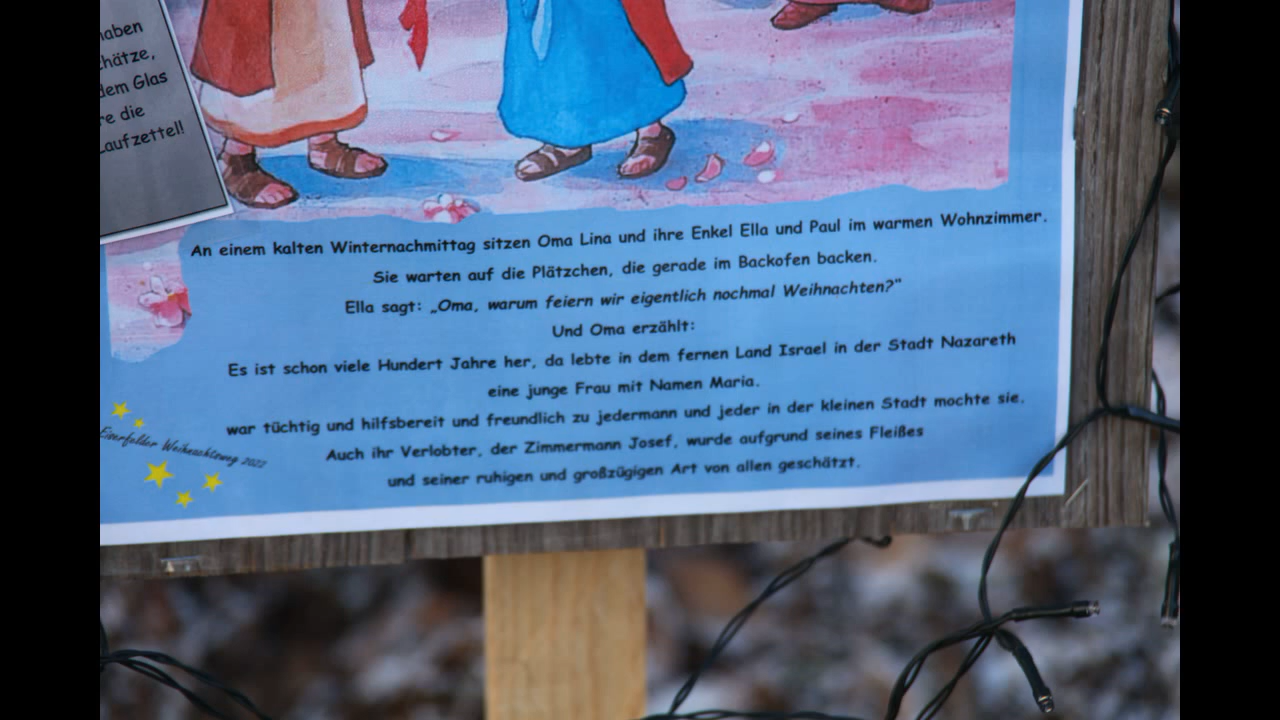 haben
chätze,
dem Glas
re die
Laufzettel!
An einem kalten Winternachmittag sitzen Oma Lina und ihre Enkel Ella und Paul im warmen Wohnzimmer.
Sie warten auf die Plätzchen, die gerade im Backofen backen.
Ella sagt: „Oma, warum feiern wir eigentlich nochmal Weihnachten?"
Und Oma erzählt:
Es ist schon viele Hundert Jahre her, da lebte in dem fernen Land Israel in der Stadt Nazareth
eine junge Frau mit Namen Maria.
war tüchtig und hilfsbereit und freundlich zu jedermann und jeder in der kleinen Stadt mochte sie.
Auch ihr Verlobter, der Zimmermann Josef, wurde aufgrund seines Fleißes
und seiner ruhigen und großzügigen Art von allen geschätzt.
Eiserfelder Weihnachtsweg 2022